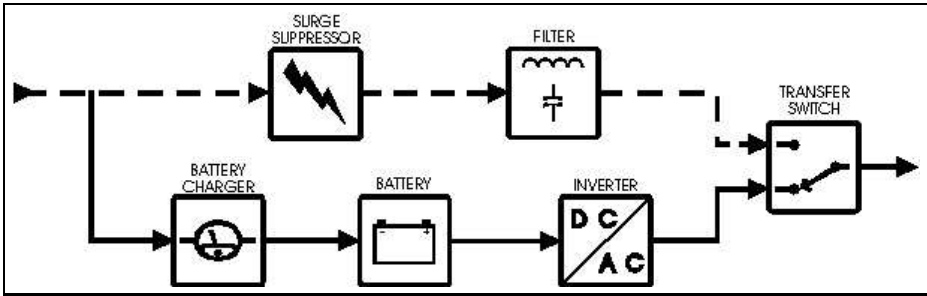 SURGE
SUPPRESSOR
FILTER
TRANSFER
SWITCH
BATTERY
CHARGER
BATTERY
- +
INVERTER
D C
A C